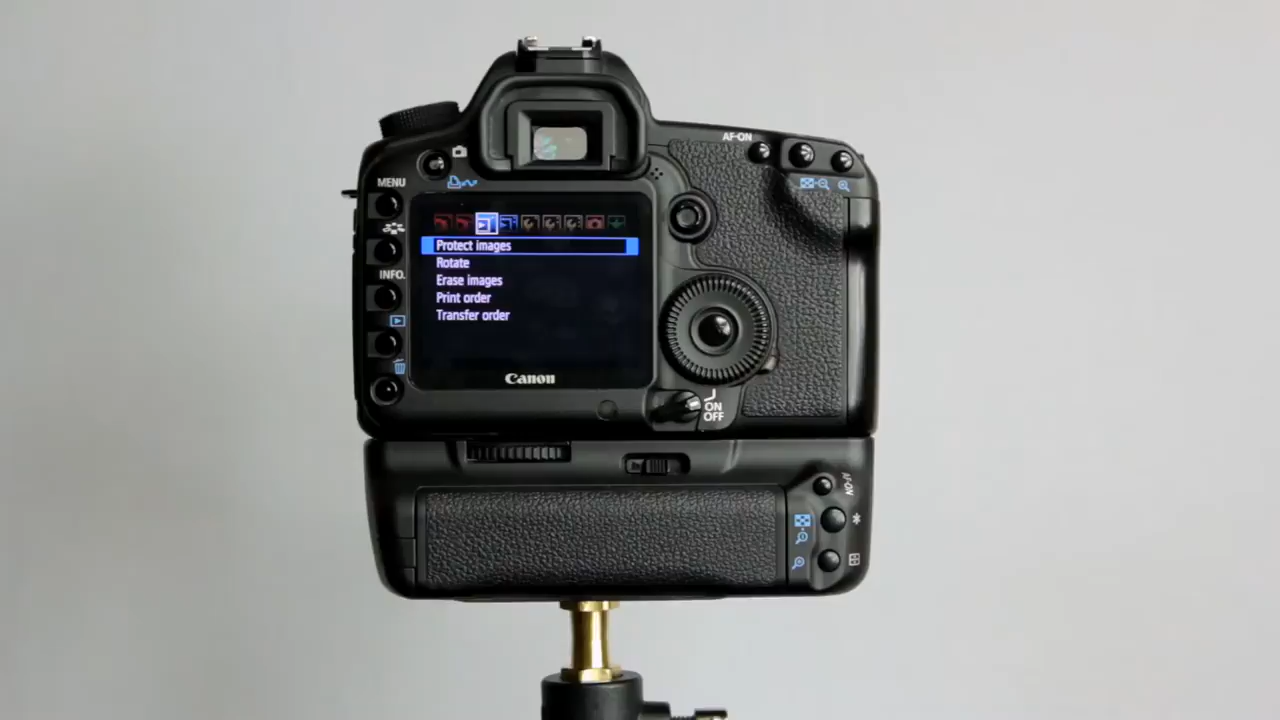 AF-ON
MENU
INFO.
Protect images
Rotate
Erase images
Print order
Transfer order
Canon
ON
OFF
AF-ON